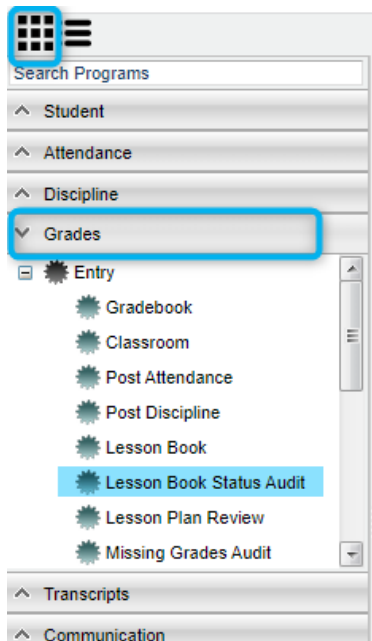 Search Programs
Student
Attendance
Discipline
Grades
Entry
Gradebook
Classroom
Post Attendance
Post Discipline
Lesson Book
Lesson Book Status Audit
Lesson Plan Review
Missing Grades Audit
Transcripts
Communication